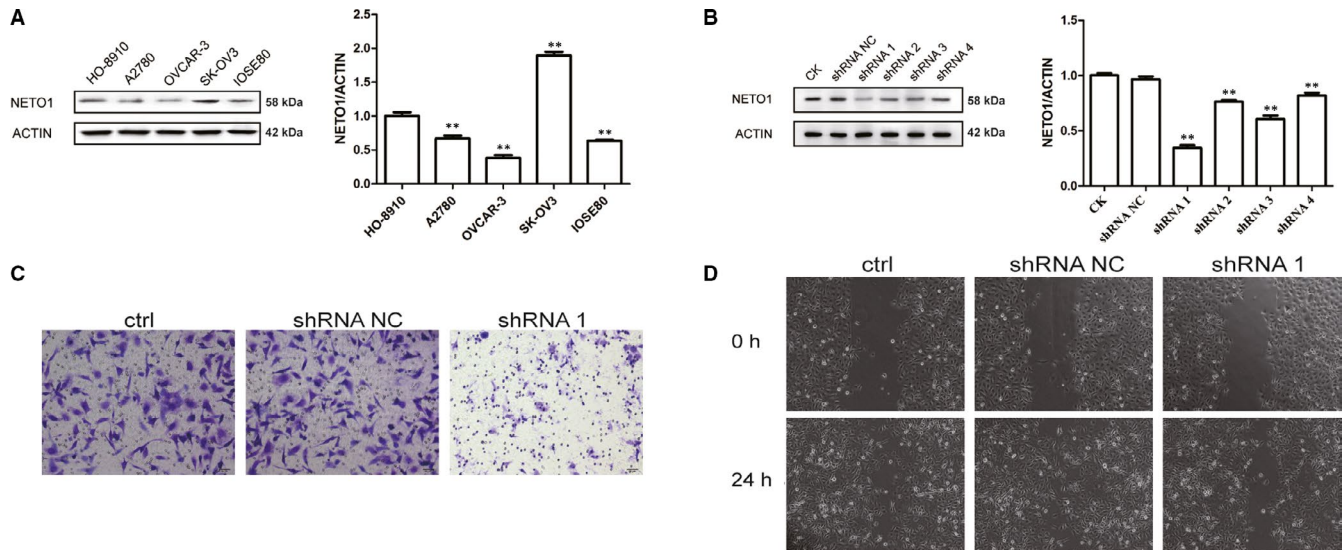 A
HO-8910
A2780
OVCAR-3
SK-OV3
IOSE80
NETO1
58 kDa
ACTIN
42 kDa
NETO1/ACTIN
2.5
2.0
1.5
1.0
0.5
0.0
**
**
**
**
HO-8910
A2780
OVCAR-3
SK-OV3
IOSE80
B
CK
shRNA NC
shRNA 1
shRNA 2
shRNA 3
shRNA 4
NETO1
58 kDa
ACTIN
42 kDa
NETO1/ACTIN
1.5
1.0
0.5
0.0
**
**
**
**
CK
shRNA NC
shRNA 1
shRNA 2
shRNA 3
shRNA 4
C
ctrl
shRNA NC
shRNA 1
D
ctrl
shRNA NC
shRNA 1
0 h
24 h